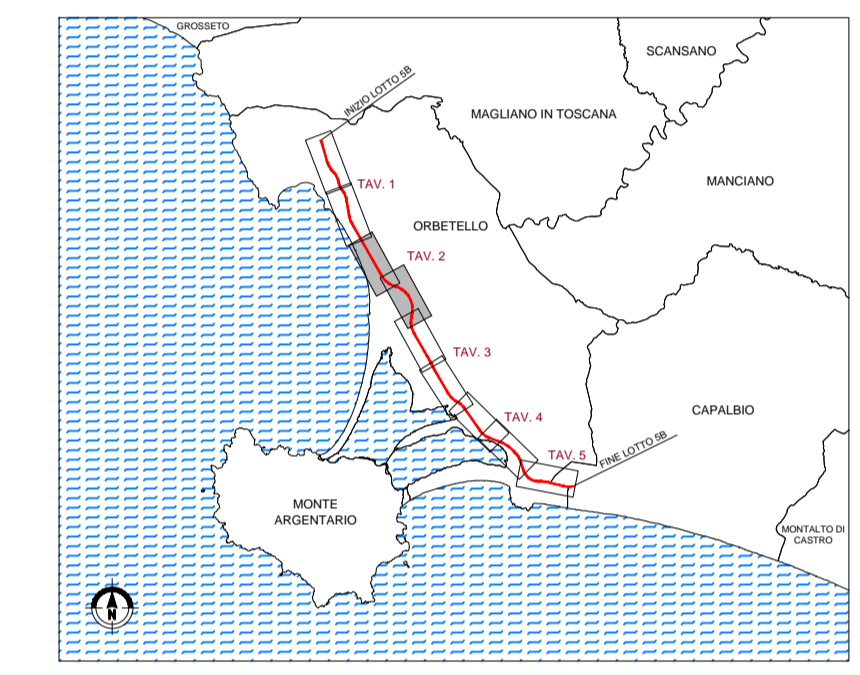 GROSSETO
SCANSANO
INIZIO LOTTO 5B
MAGLIANO IN TOSCANA
MANCIANO
TAV. 1
ORBETELLO
TAV. 2
TAV. 3
CAPALBIO
TAV. 4
TAV. 5
FINE LOTTO 5B
MONTE
ARGENTARIO
MONTALTO DI
CASTRO
N